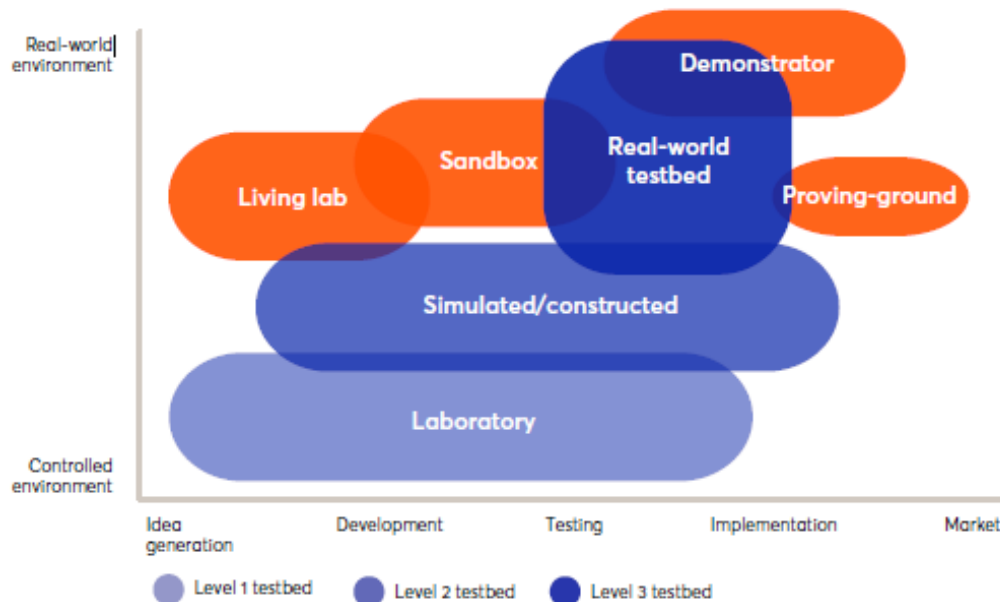 Real-world
environment
Demonstrator
Real-world
testbed
Sandbox
Living lab
Proving-ground
Simulated/constructed
Laboratory
Controlled
environment
Idea
generation
Development
Testing
Implementation
Market
Level 1 testbed
Level 2 testbed
Level 3 testbed